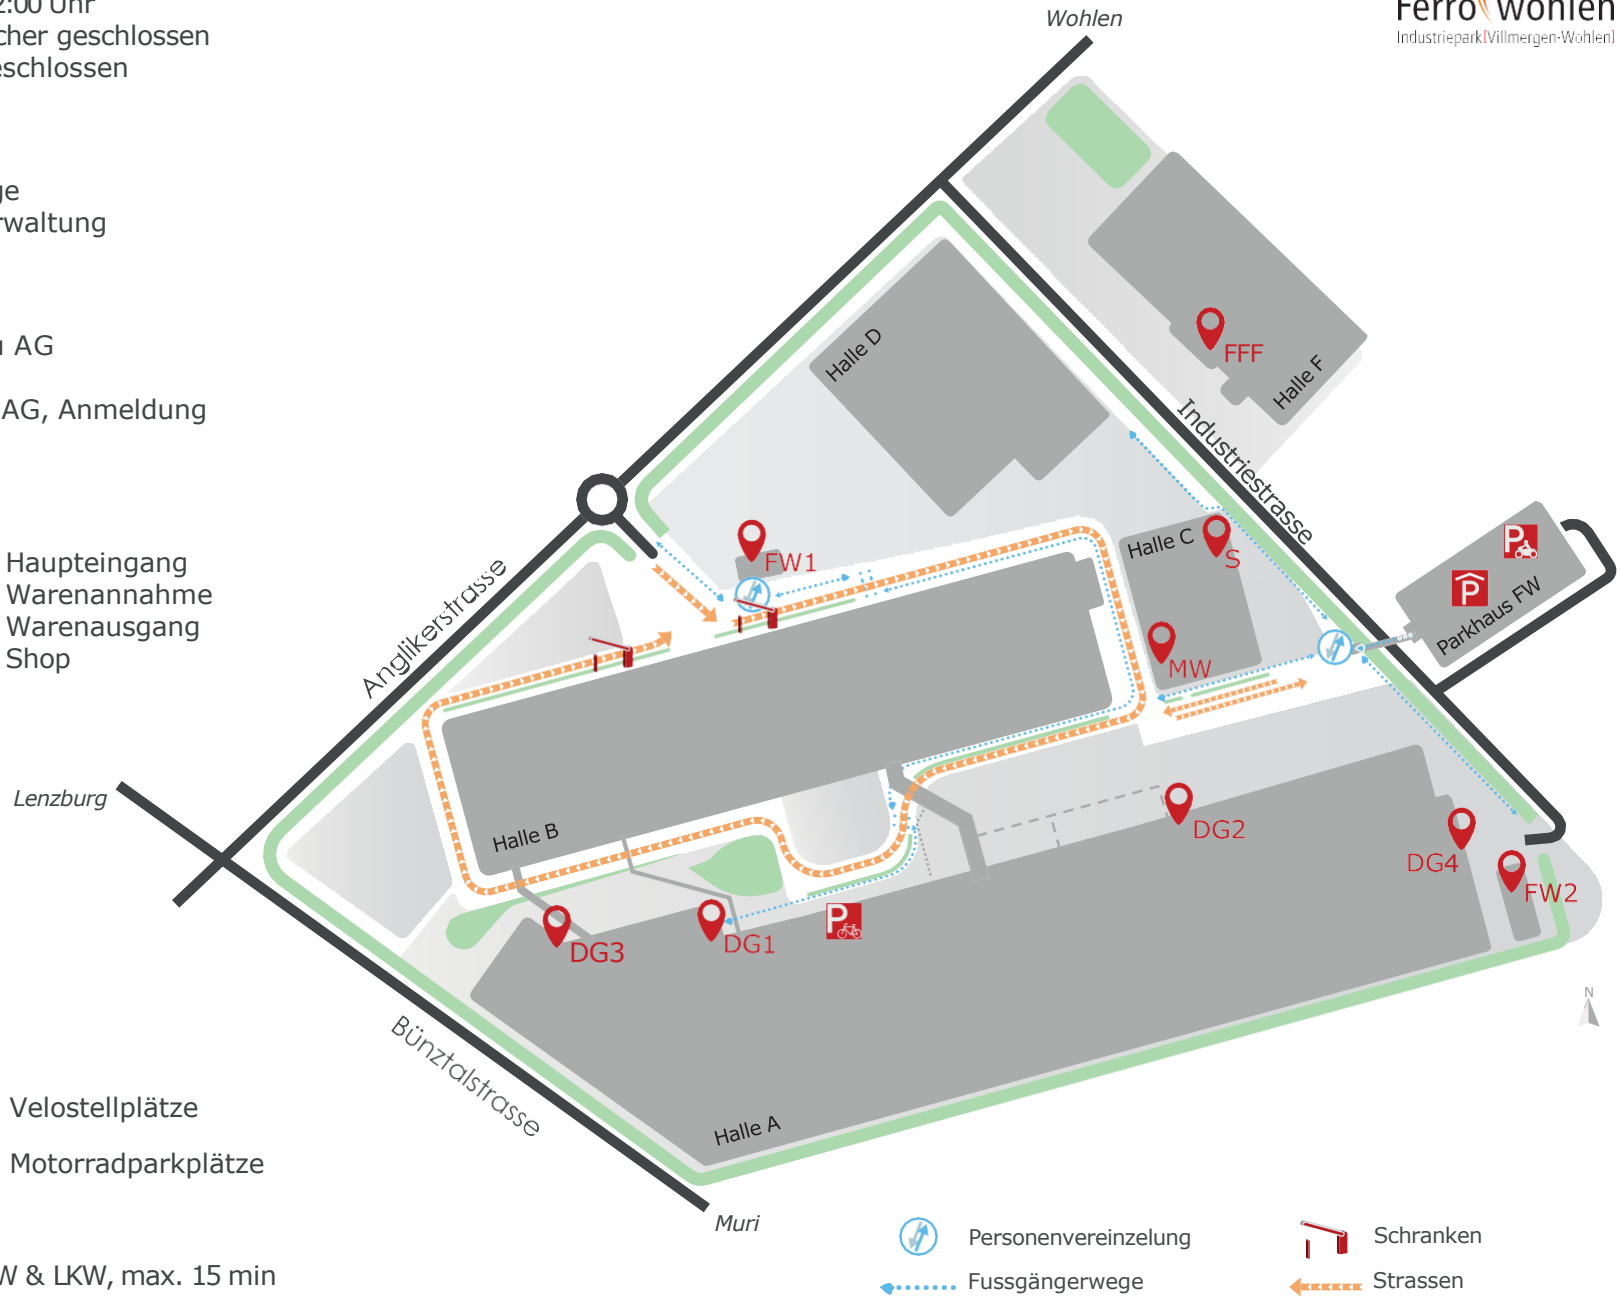 2:00 Uhr
cher geschlossen
eschlossen
ge
rwaltung
AG
AG, Anmeldung
Haupteingang
Warenannahme
Warenausgang
Shop
Velostellplätze
Motorradparkplätze
W & LKW, max. 15 min
Wohlen
Ferro Wohlen
Industriepark[Villmergen-Wohlen]
Halle D
FFF
Halle F
Industriestrasse
FW1
Halle C
S
MW
P
P
Parkhaus FW
Anglikerstrasse
Lenzburg
Halle B
DG2
DG4
FW2
DG3
DG1
P
N
Bünztalstrasse
Halle A
Muri
Personenvereinzelung
Schranken
Fussgängerwege
Strassen